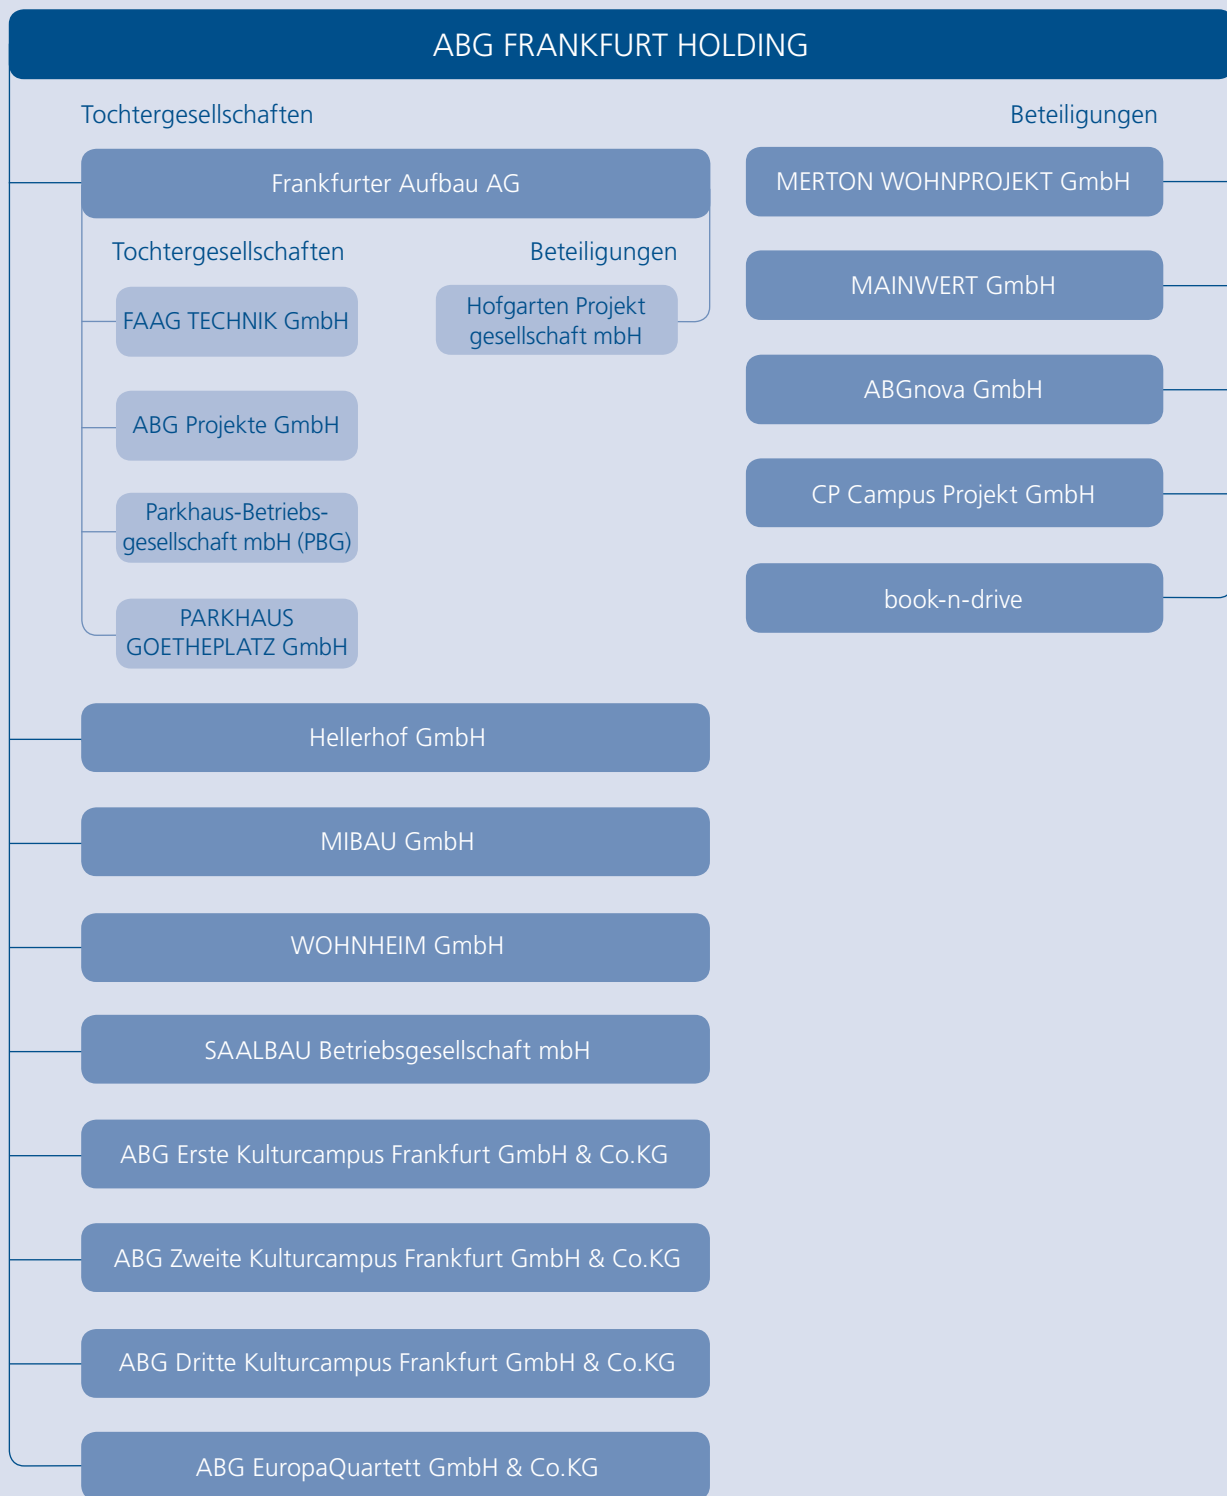 ABG FRANKFURT HOLDING
Tochtergesellschaften
Frankfurter Aufbau AG
Tochtergesellschaften
FAAG TECHNIK GmbH
ABG Projekte GmbH
Parkhaus-Betriebs-
gesellschaft mbH (PBG)
PARKHAUS
GOETHEPLATZ GmbH
Beteiligungen
Hofgarten Projekt
gesellschaft mbH
Hellerhof GmbH
MIBAU GmbH
WOHNHEIM GmbH
SAALBAU Betriebsgesellschaft mbH
ABG Erste Kulturcampus Frankfurt GmbH & Co.KG
ABG Zweite Kulturcampus Frankfurt GmbH & Co.KG
ABG Dritte Kulturcampus Frankfurt GmbH & Co.KG
ABG EuropaQuartett GmbH & Co.KG
Beteiligungen
MERTON WOHNPROJEKT GmbH
MAINWERT GmbH
ABGnova GmbH
CP Campus Projekt GmbH
book-n-drive